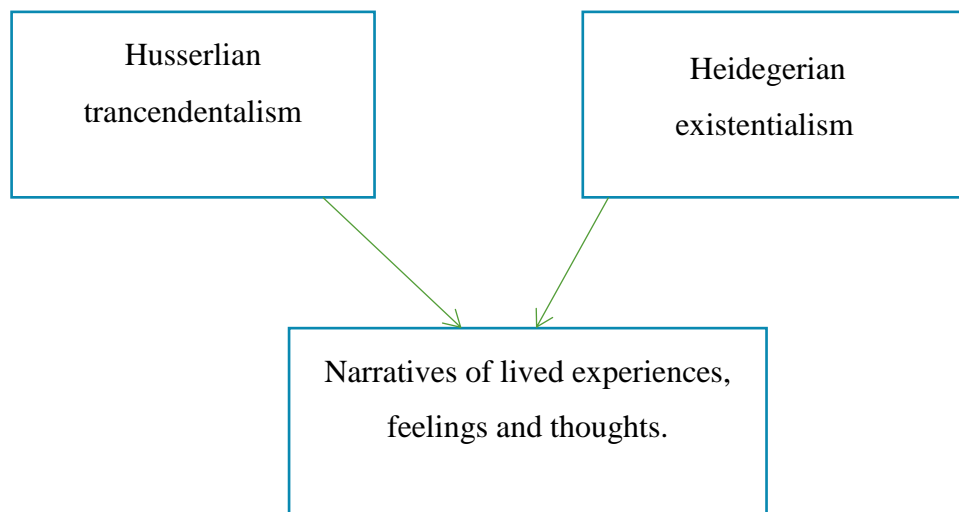 Husserlian
trancendentalism
Heidegerian
existentialism
Narratives of lived experiences,
feelings and thoughts.